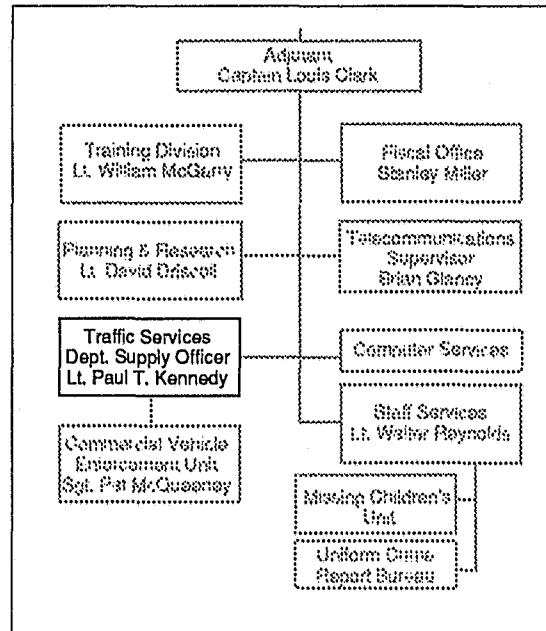 Adjutant
Captain Louis Clark
Training Division
Lt. William McGarry
Fiscal Office
Stanley Miller
Planning & Research
Lt. David Driscoll
Telecommunications
Supervisor
Brian Glancy
Traffic Services
Dept. Supply Officer
Lt. Paul T. Kennedy
Computer Services
Commercial Vehicle
Enforcement Unit
Sgt. Pat McQueeney
Staff Services
Lt. Walter Reynolds
Missing Children's
Unit
Uniform Crime
Report Bureau